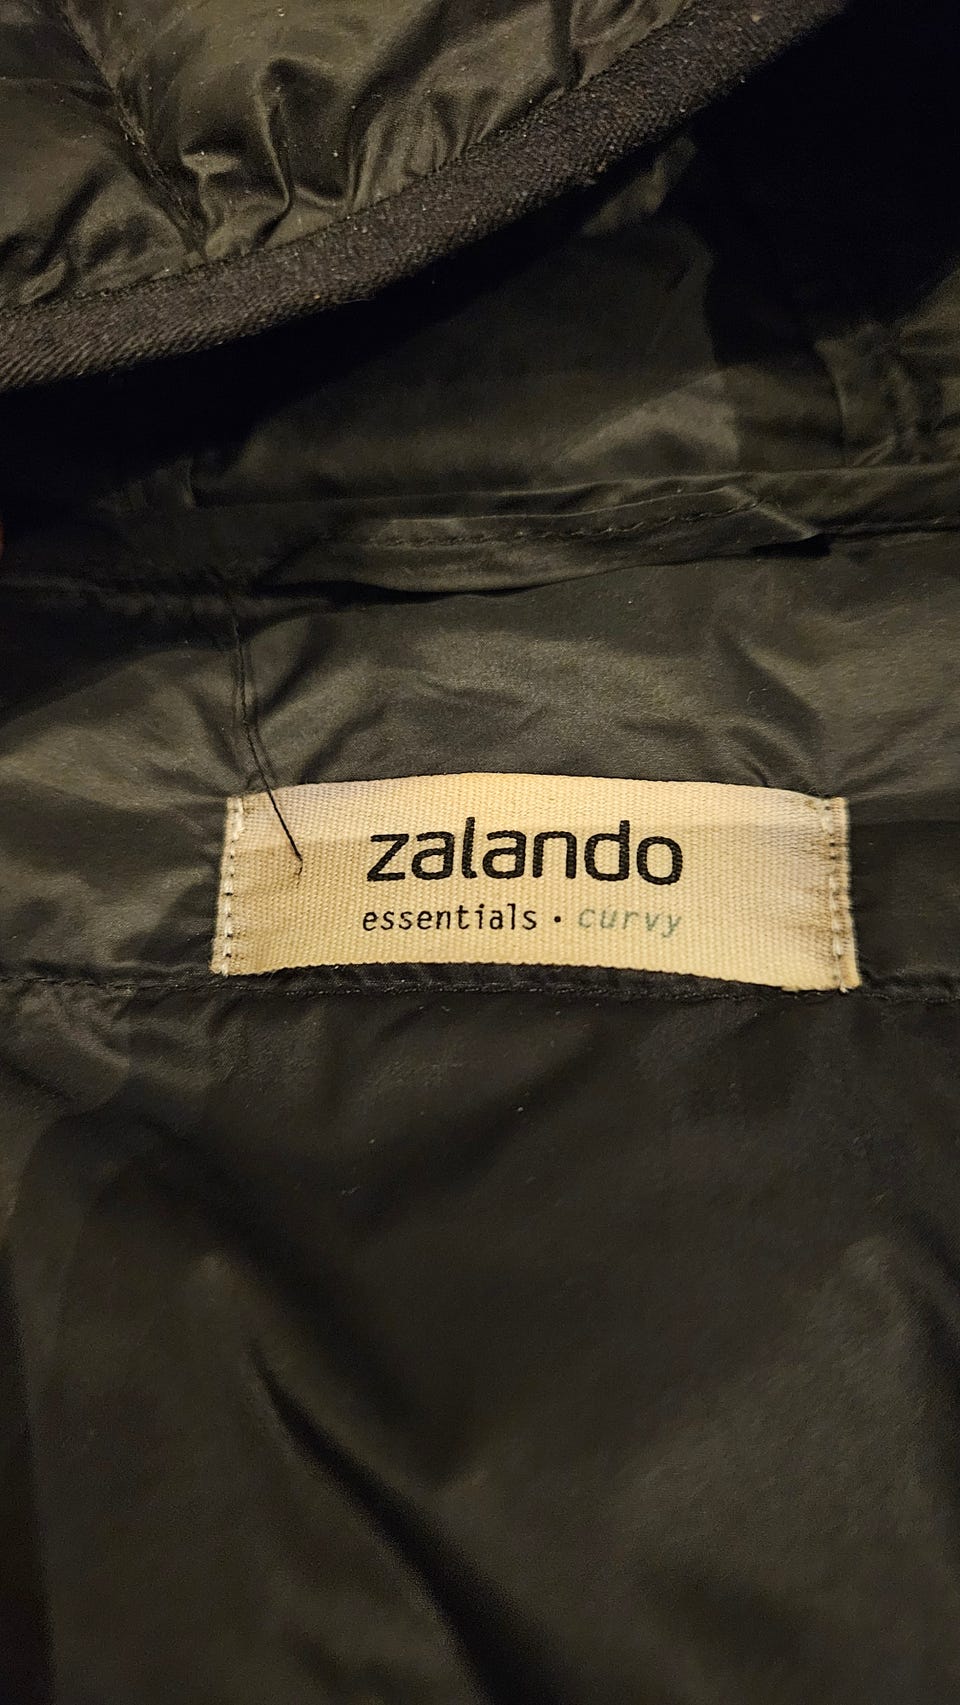 zalando
essentials · curvy